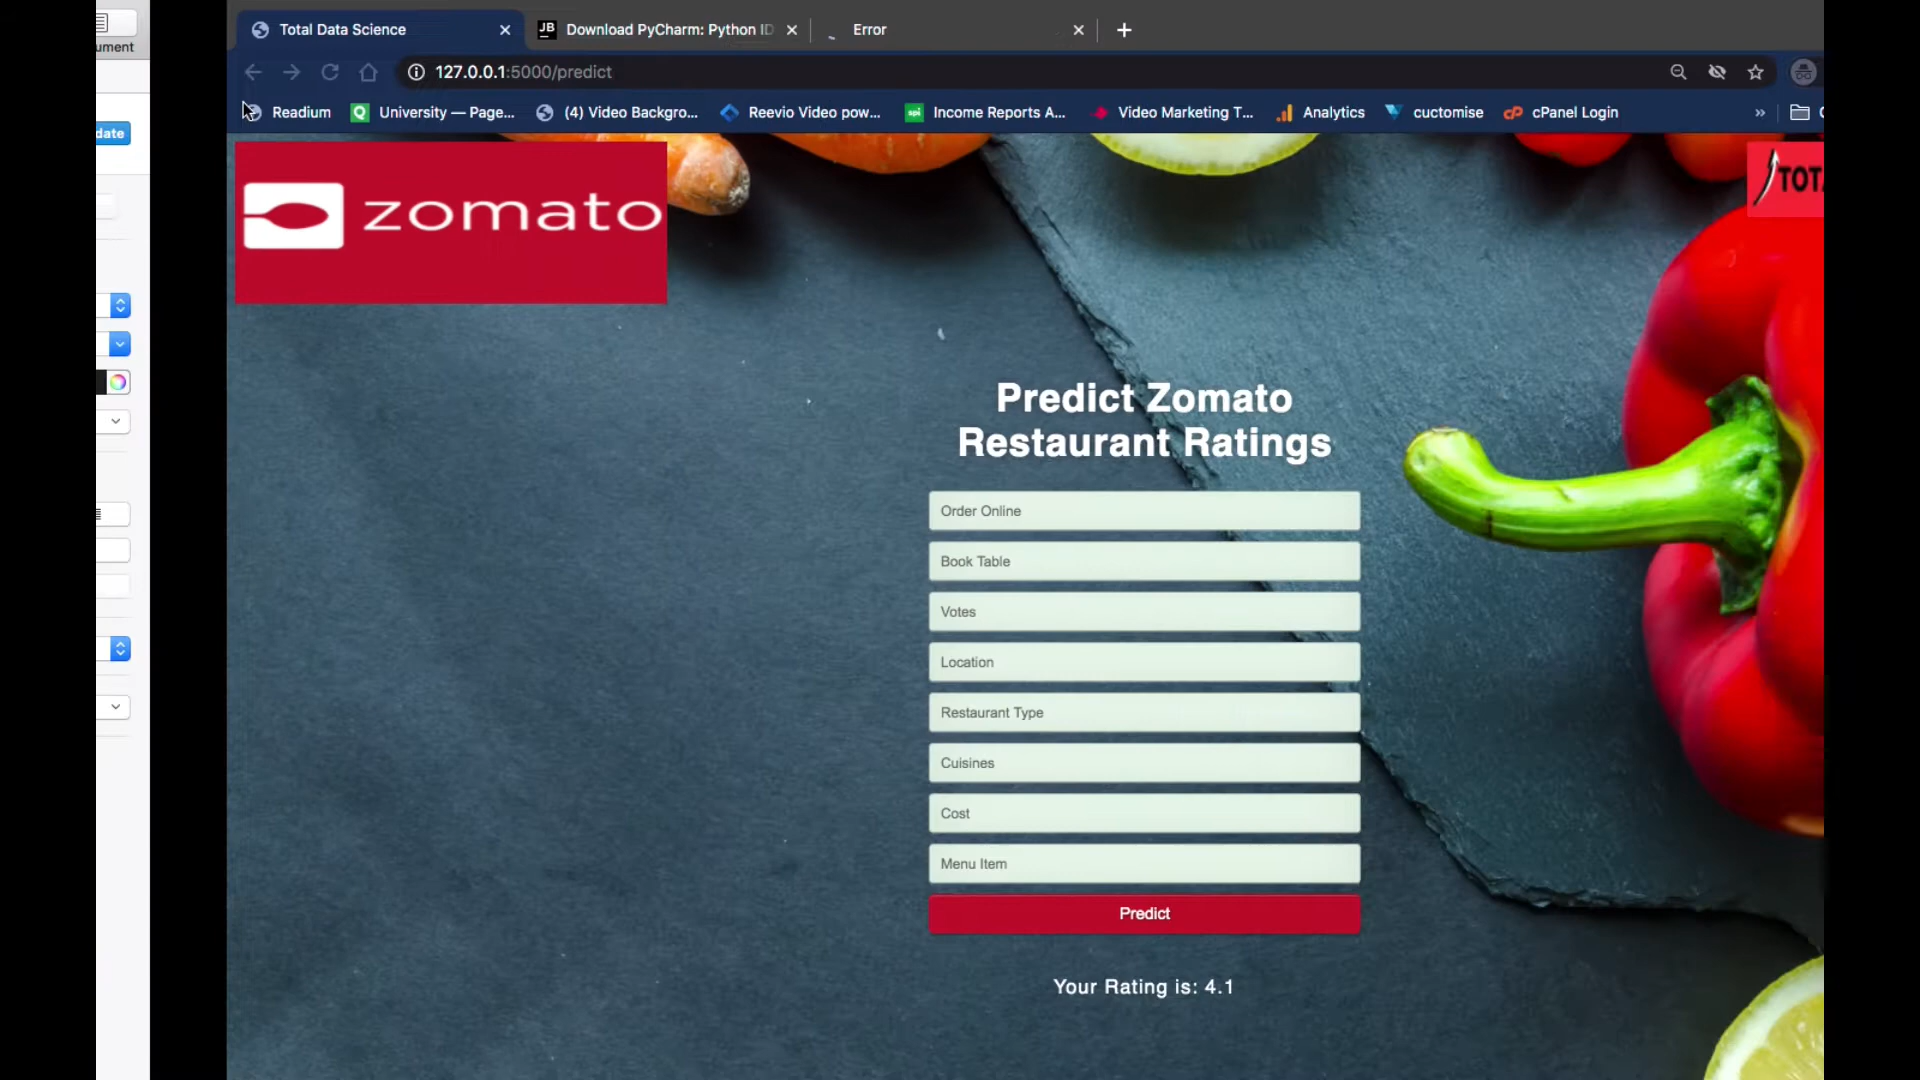 ument
date
Total Data Science
JB Download PyCharm: Python ID
Error
127.0.0.1:5000/predict
Readium
University — Page...
(4) Video Backgro...
Reevio Video pow...
Income Reports A...
Video Marketing T...
Analytics
cuctomise
cPanel Login
»
zomato
TOTA
Predict Zomato
Restaurant Ratings
Order Online
Book Table
Votes
Location
Restaurant Type
Cuisines
Cost
Menu Item
Predict
Your Rating is: 4.1